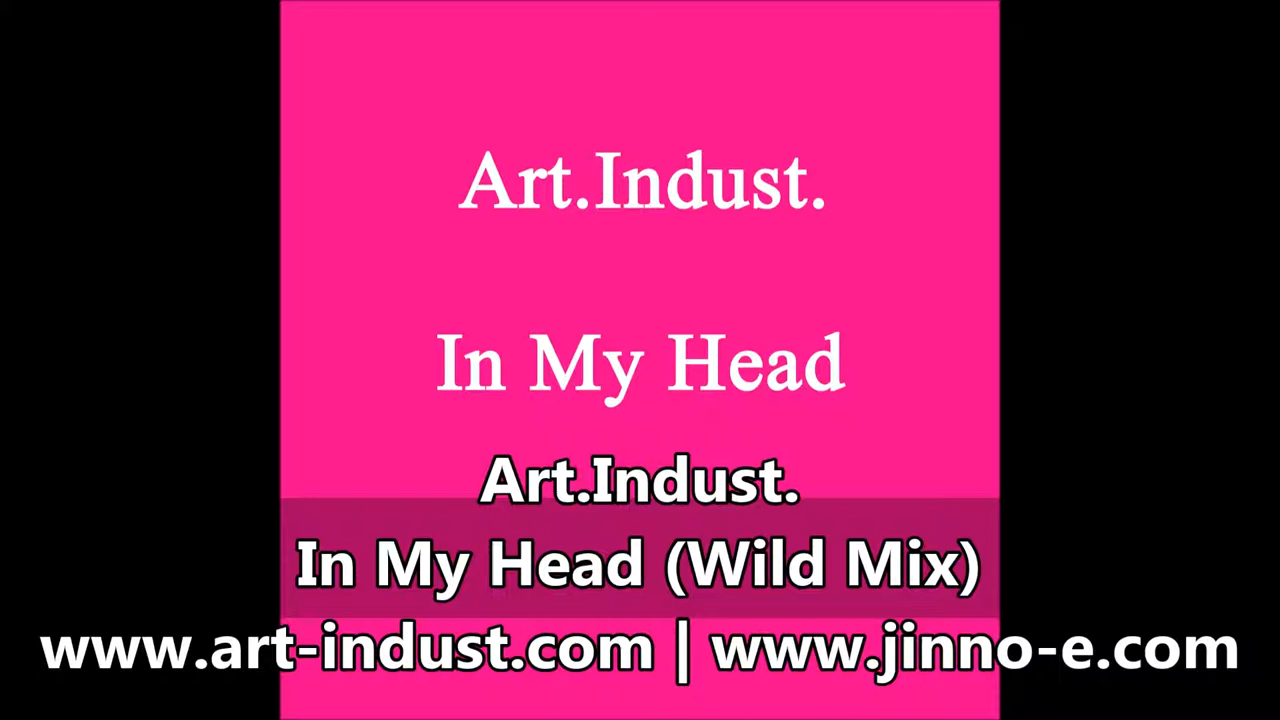 Art.Indust.
In My Head
Art.Indust.
In My Head (Wild Mix)
www.art-indust.com | www.jinno-e.com